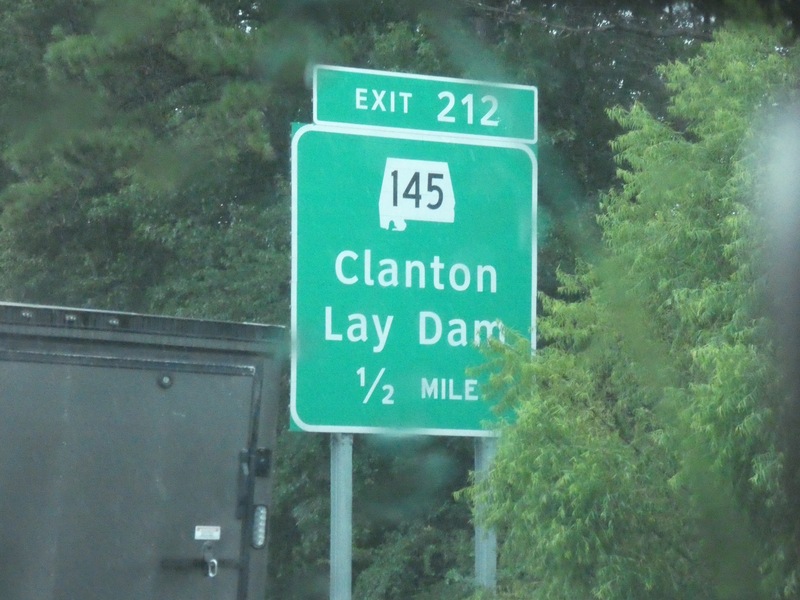 EXIT 212
145
Clanton
Lay Dam
1/2 MILE